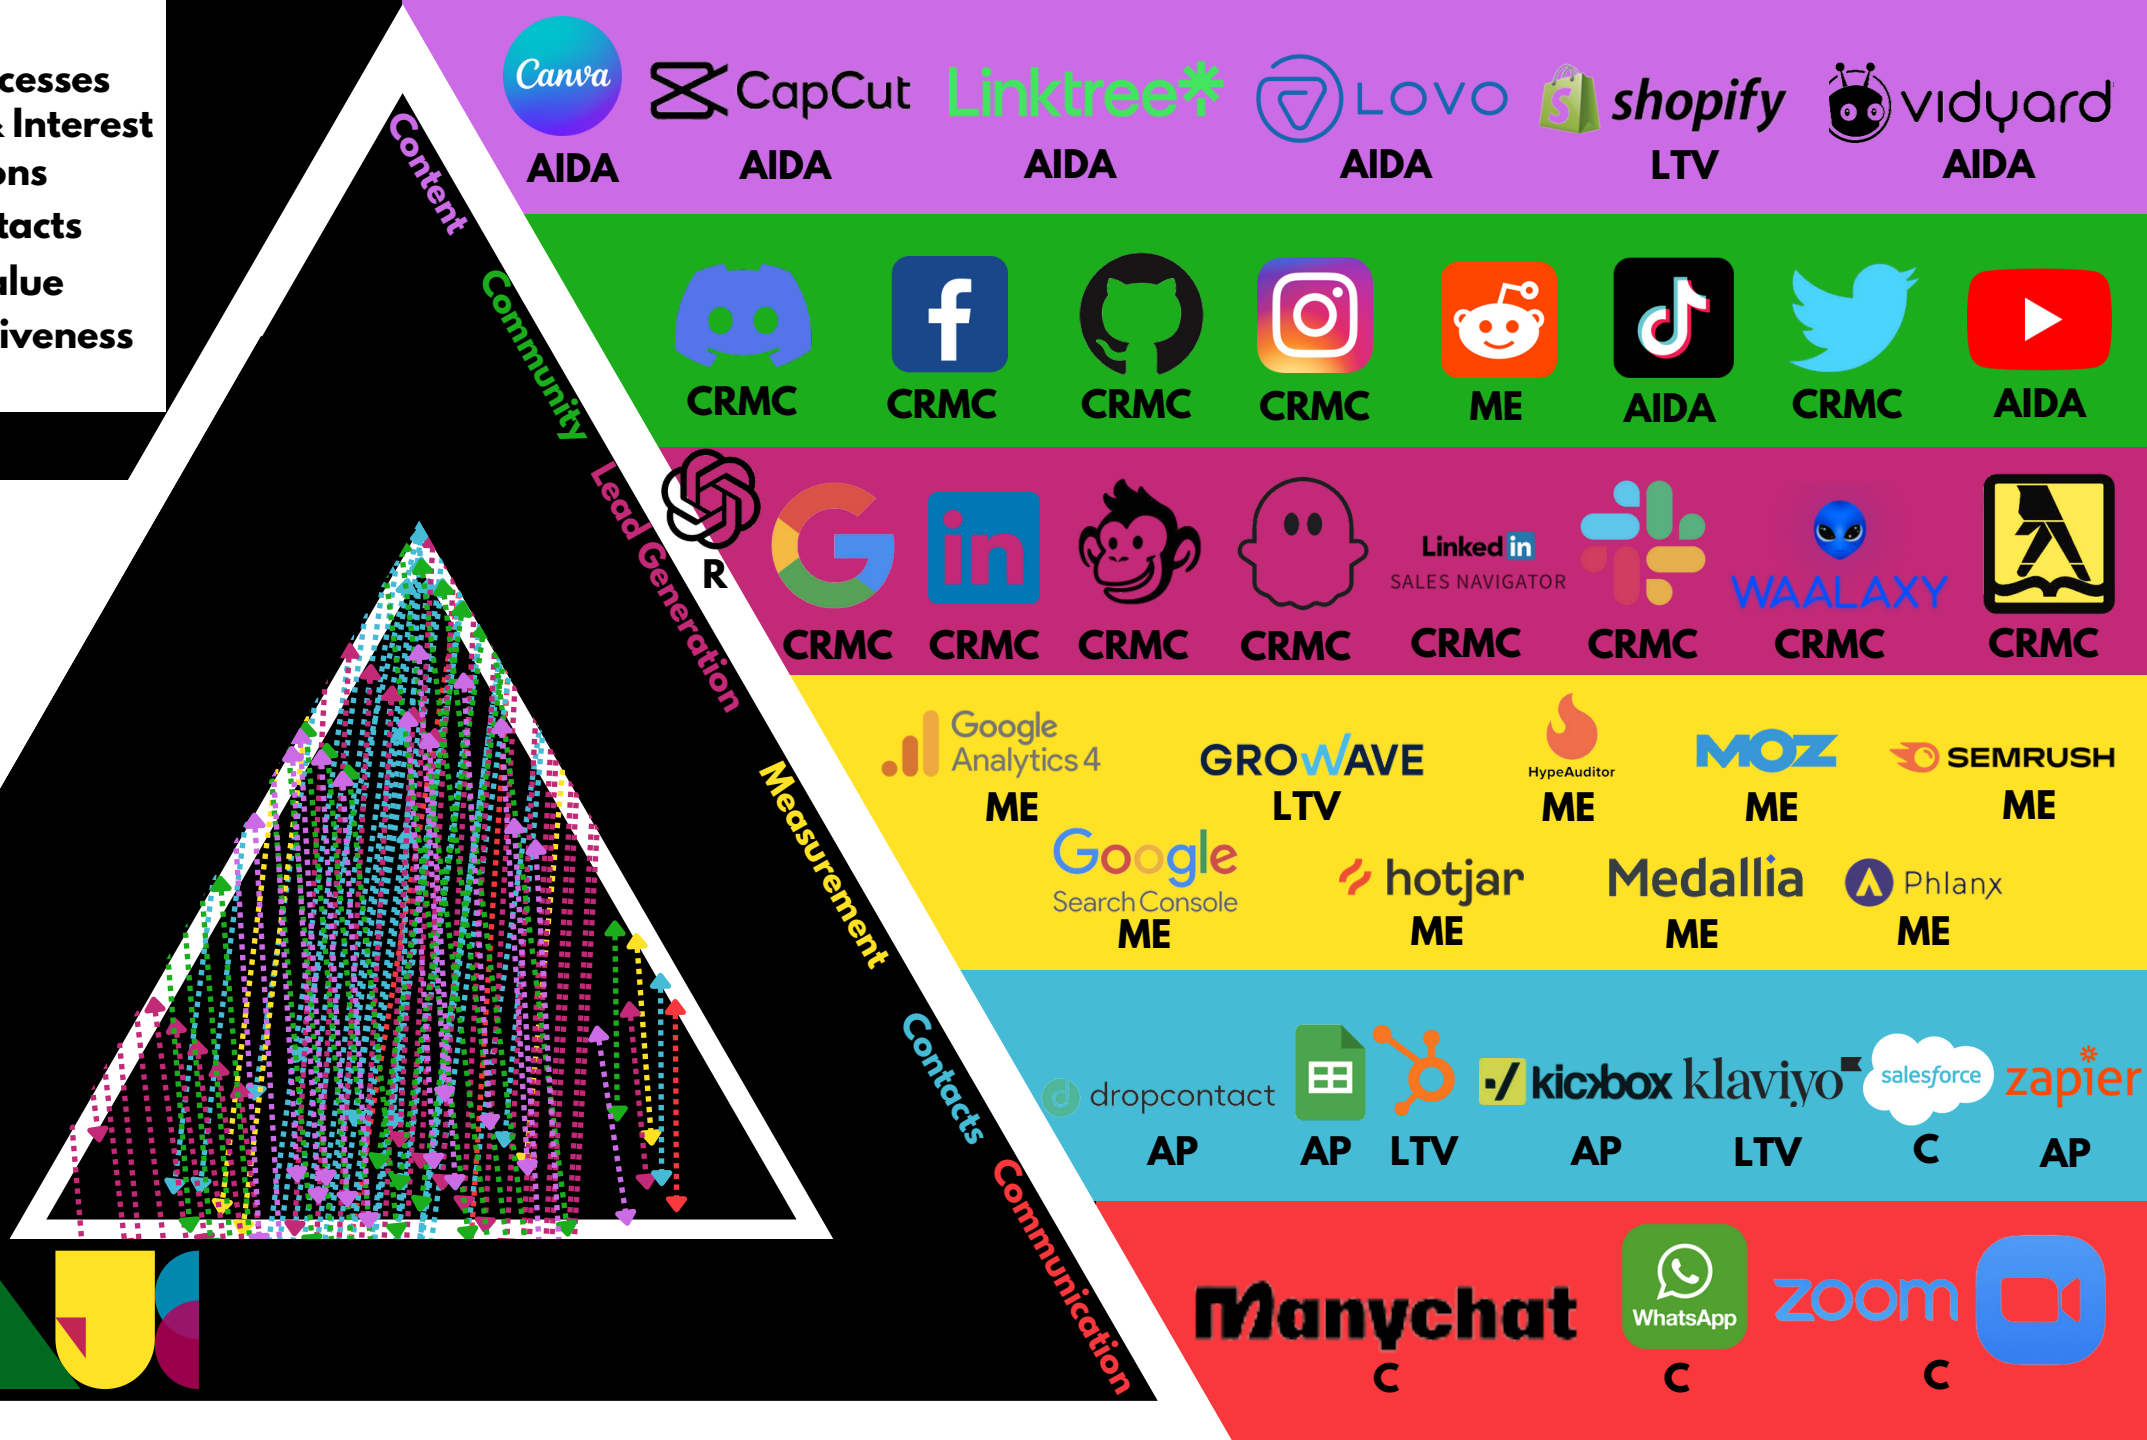 cesses
& Interest
ons
tacts
alue
iveness
Content
Community
Lead Generation
Measurement
Contacts
Communication
Canva
CapCut
Linktree
LOVO
shopify
vidyard
AIDA
AIDA
AIDA
AIDA
LTV
AIDA
CRMC
CRMC
CRMC
CRMC
ME
AIDA
CRMC
AIDA
in
Linked in
SALES NAVIGATOR
WAALAXY
R
CRMC
CRMC
CRMC
CRMC
CRMC
CRMC
CRMC
CRMC
Google
Analytics 4
GROWAVE
HypeAuditor
MOZ
SEMRUSH
ME
LTV
ME
ME
ME
Google
Search Console
hotjar
Medallia
Phlanx
ME
ME
ME
ME
dropcontact
kickbox
klaviyo
salesforce
zapier
AP
AP
LTV
AP
LTV
C
AP
Manychat
WhatsApp
zoom
C
C
C